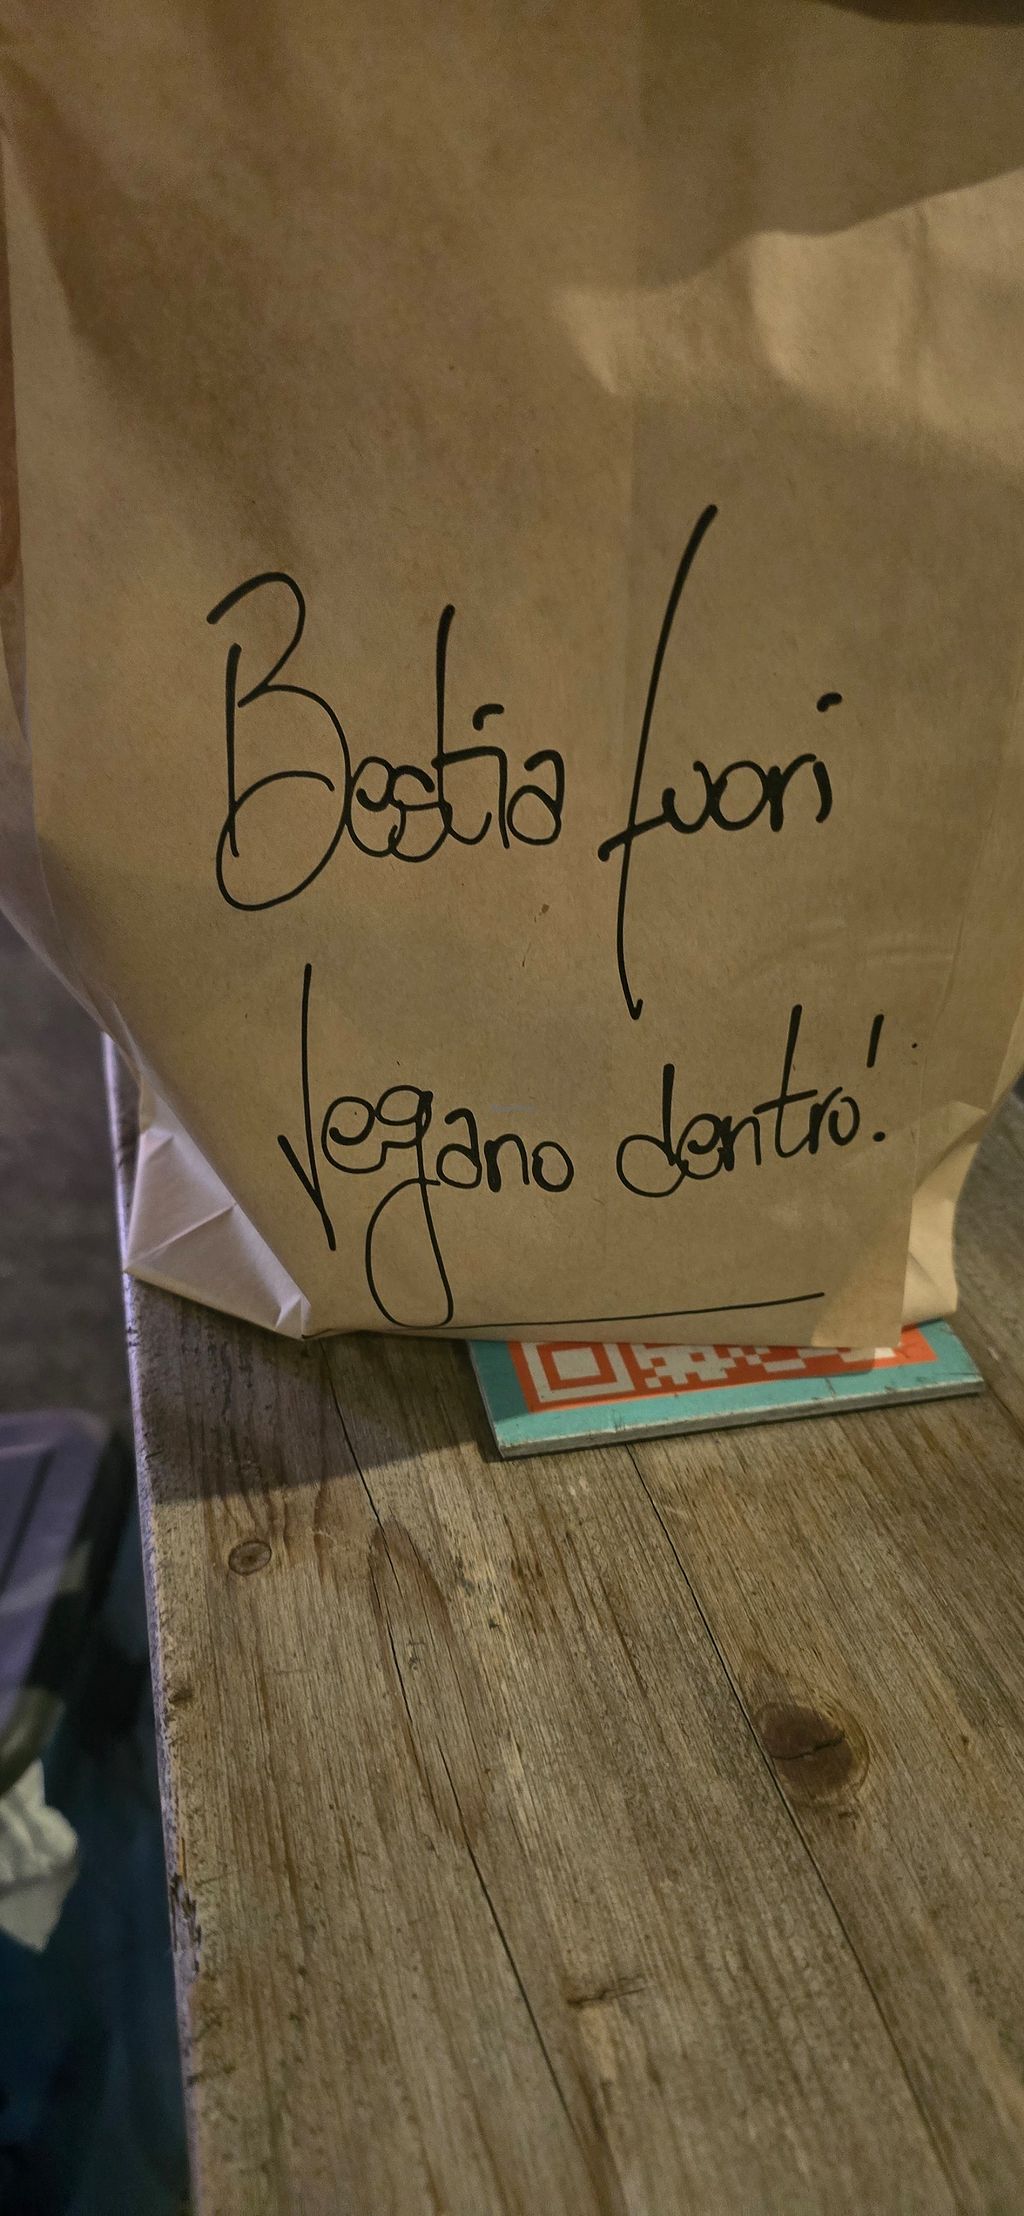 Bestia fuori
Vegano dentro!